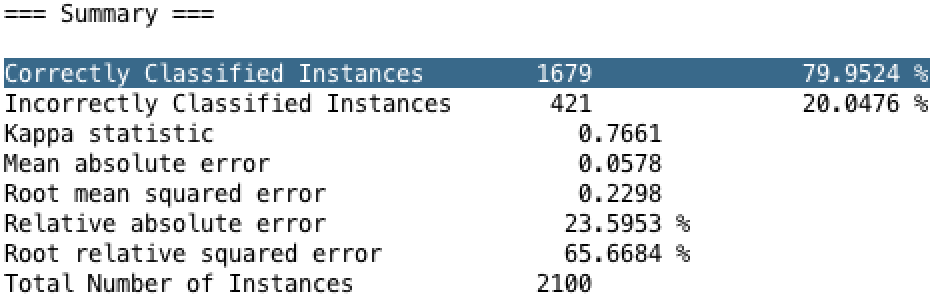 === Summary ===
Correctly Classified Instances 1679 79.9524 %
Incorrectly Classified Instances 421 20.0476 %
Kappa statistic 0.7661
Mean absolute error 0.0578
Root mean squared error 0.2298
Relative absolute error 23.5953 %
Root relative squared error 65.6684 %
Total Number of Instances 2100